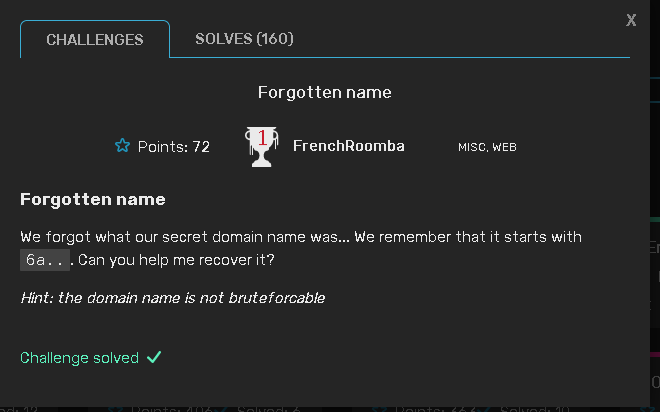 X
CHALLENGES
SOLVES (160)
Forgotten name
Points: 72
1
FrenchRoomba
MISC, WEB
Forgotten name
We forgot what our secret domain name was... We remember that it starts with
6a.. . Can you help me recover it?
Hint: the domain name is not bruteforcable
Challenge solved